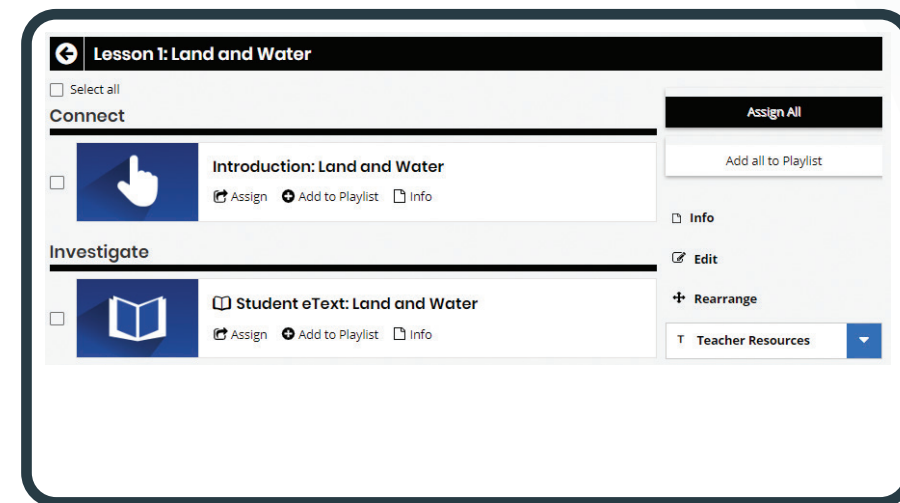 Lesson 1: Land and Water
Select all
Connect
Introduction: Land and Water
Assign Add to Playlist Info
Investigate
Student eText: Land and Water
Assign Add to Playlist Info
Assign All
Add all to Playlist
Info
Edit
Rearrange
T Teacher Resources